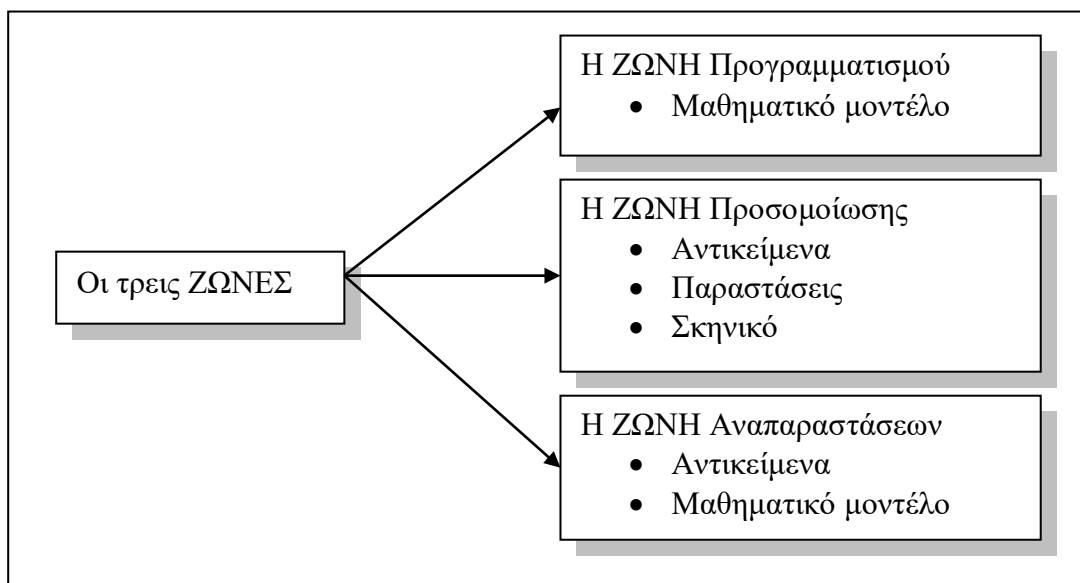 Η ΖΩΝΗ Προγραμματισμού
• Μαθηματικό μοντέλο
Η ΖΩΝΗ Προσομοίωσης
• Αντικείμενα
• Παραστάσεις
• Σκηνικό
Οι τρεις ΖΩΝΕΣ
Η ΖΩΝΗ Αναπαραστάσεων
• Αντικείμενα
• Μαθηματικό μοντέλο